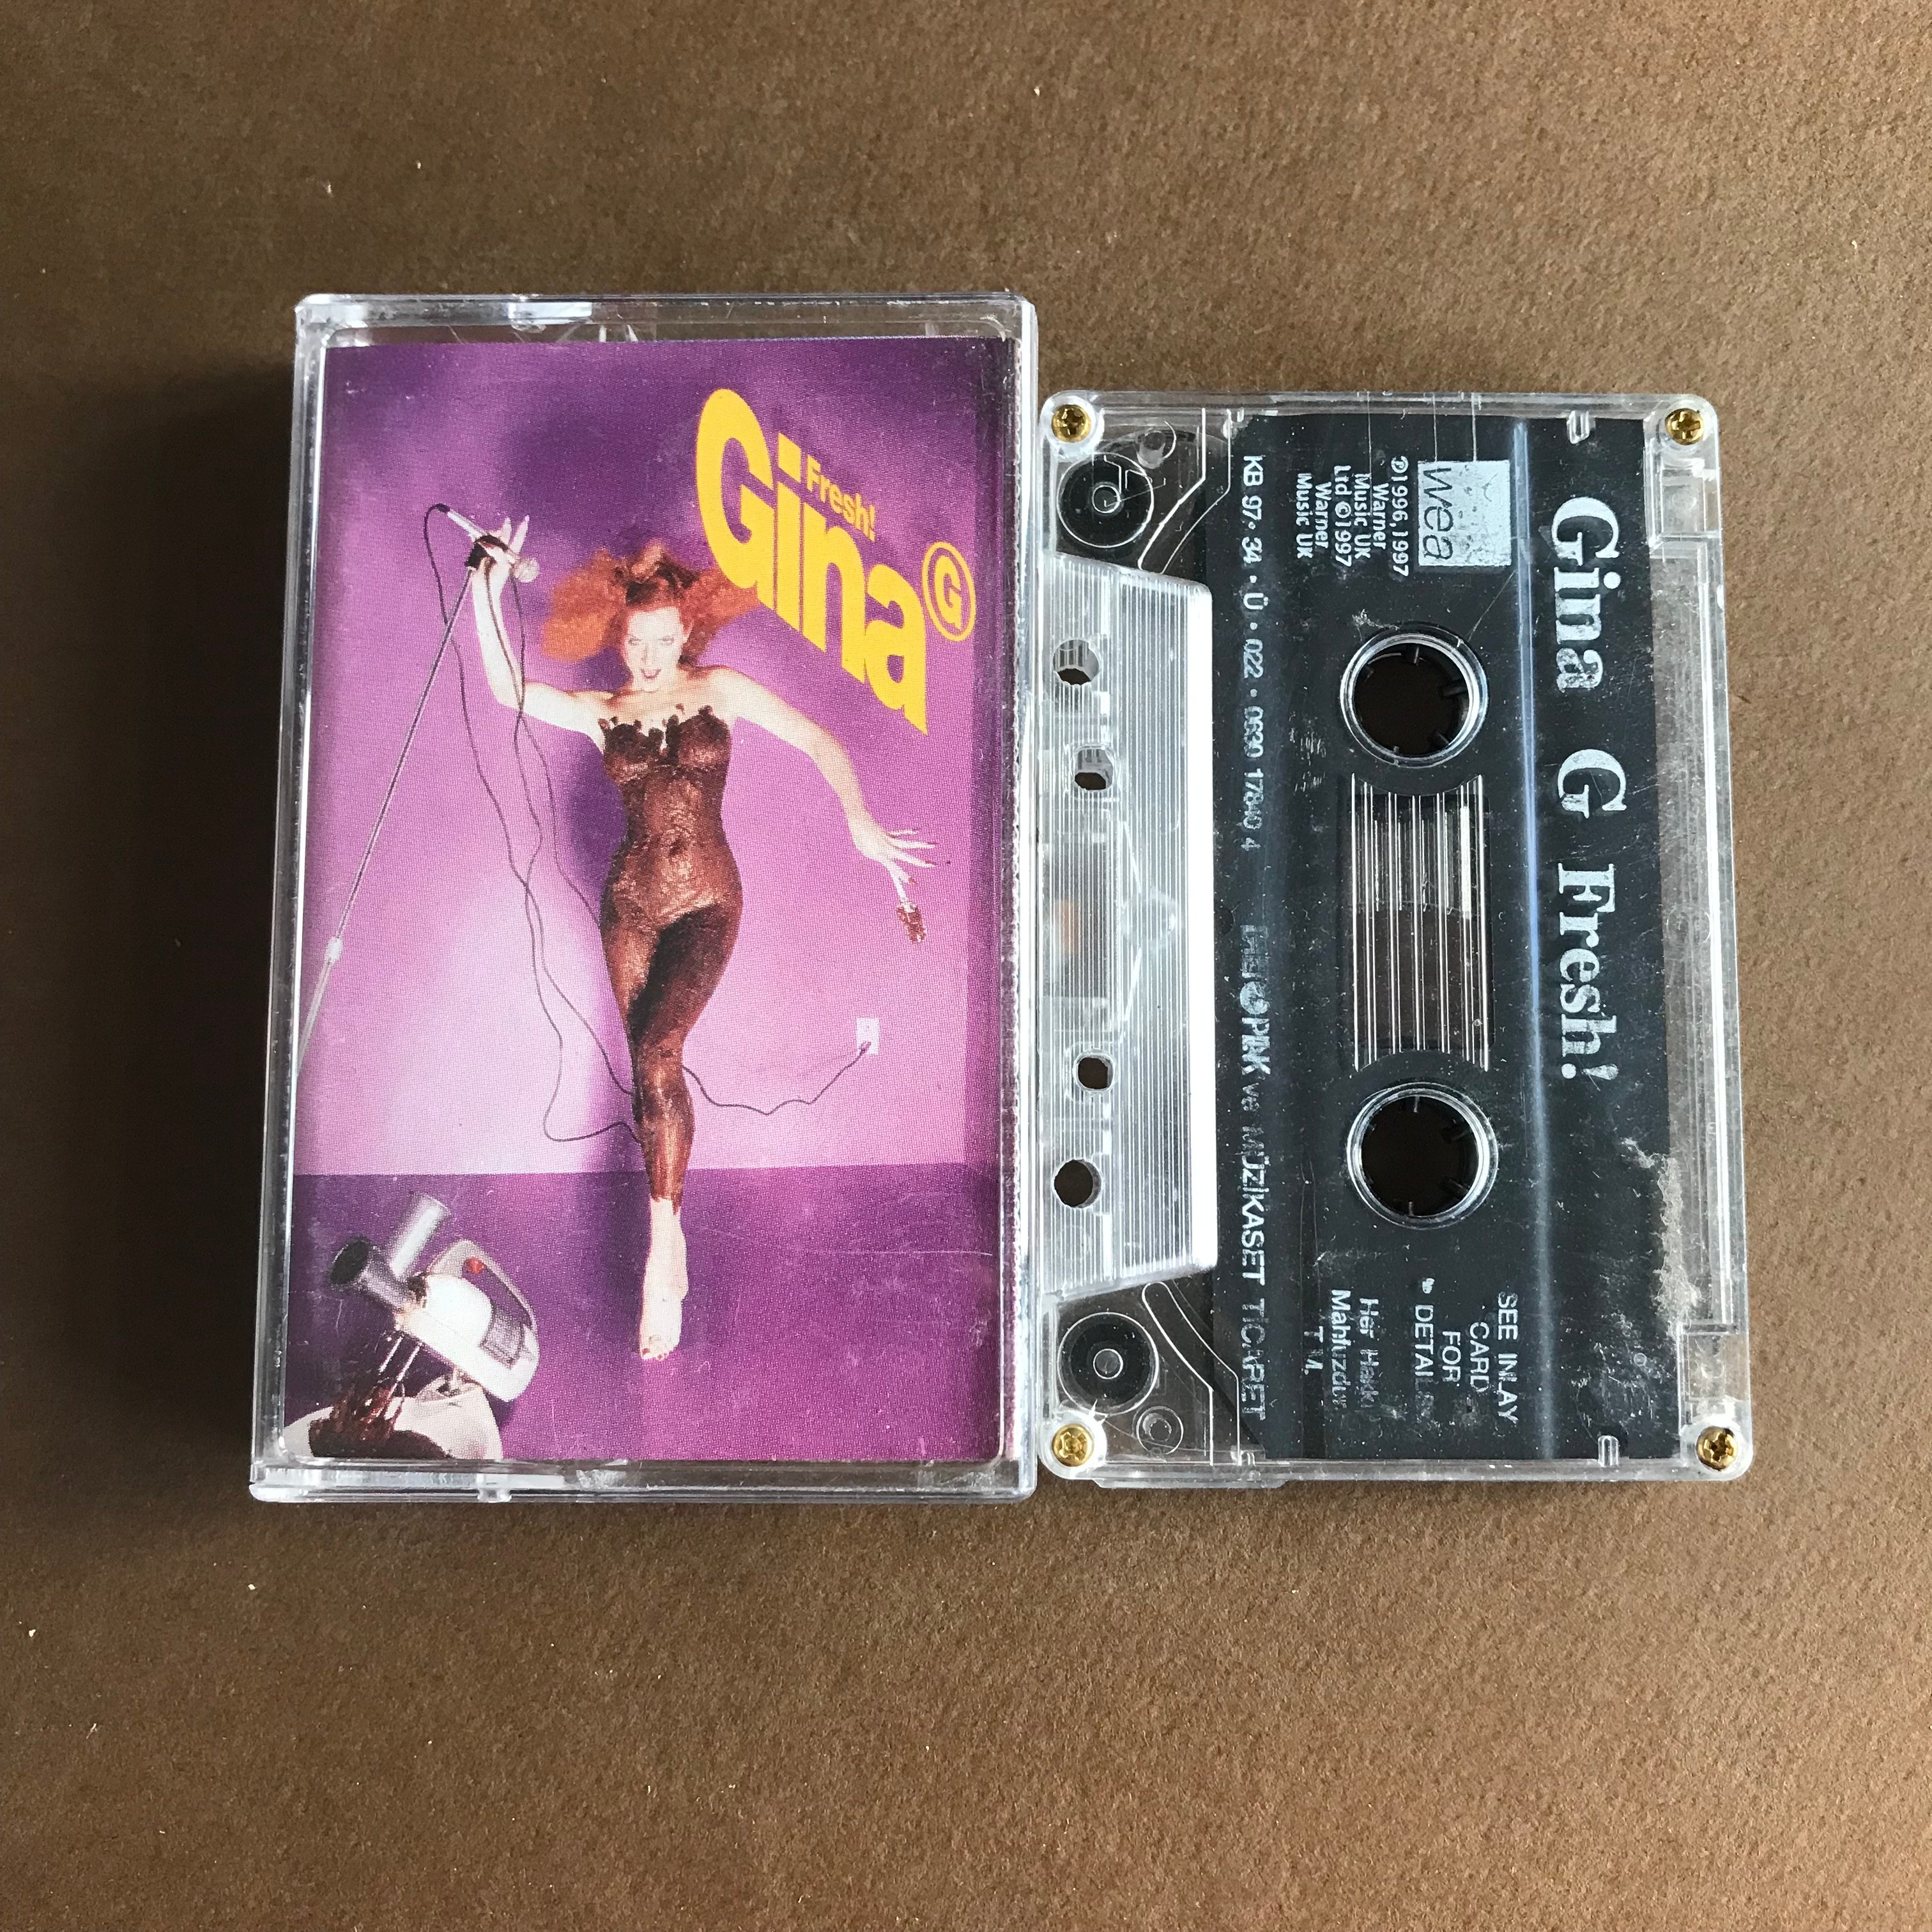 Fresh!
Gina G
Gina G Fresh!
wea
℗1996,1997
Warner
Music UK
Ltd ©1997
Warner
Music UK
SEE INLAY
CARD
FOR
DETAILS
Her Hakkı
Mahfuzdur
T.M.
KB 97. 34 . Ü . 022 . 0630 17840 4
ve MÜZİKASET TİCARET